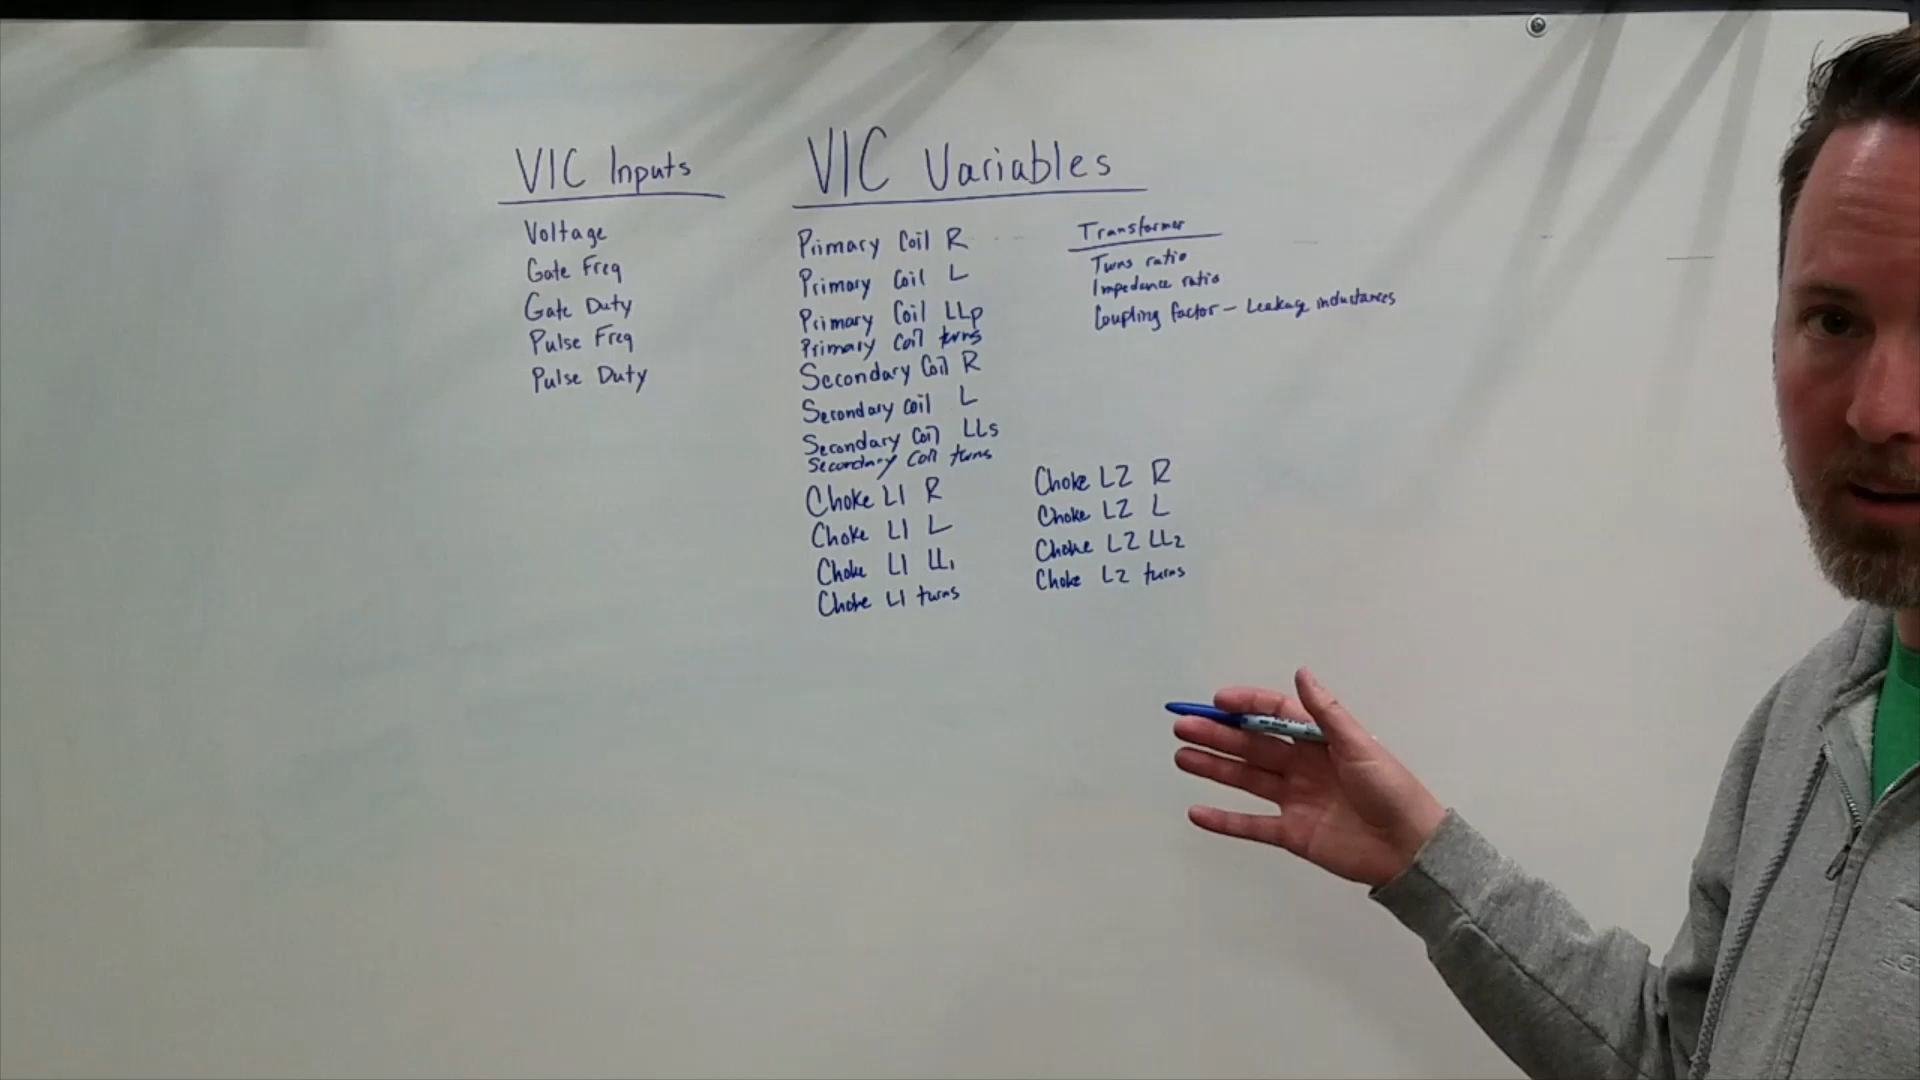 VIC Inputs
Voltage
Gate Freq
Gate Duty
Pulse Freq
Pulse Duty
VIC Variables
Primary Coil R
Primary Coil L
Primary Coil LLp
Primary Coil turns
Secondary Coil R
Secondary Coil L
Secondary Coil LLs
Secondary Coil turns
Choke L1 R
Choke L1 L
Choke L1 LL1
Choke L1 turns
Transformer
Turns ratio
Impedance ratio
Coupling factor - Leakage inductances
Choke L2 R
Choke L2 L
Choke L2 LL2
Choke L2 turns